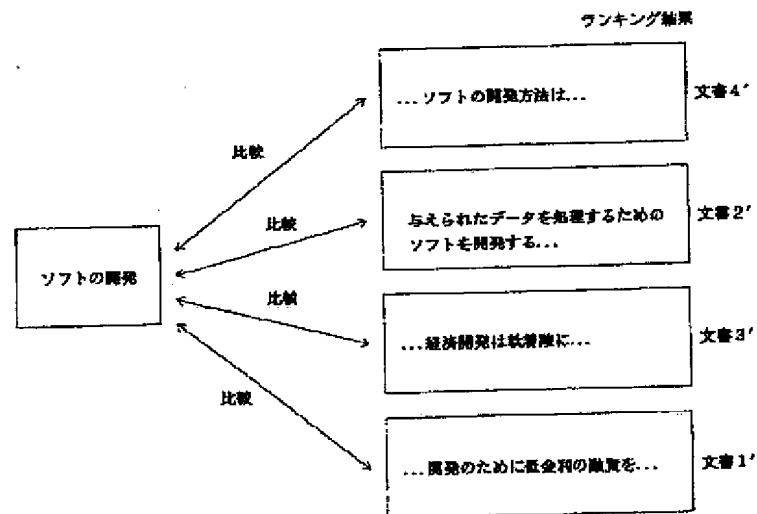 ランキング結果
...ソフトの開発方法は...
文書4′
比較
与えられたデータを処理するための
ソフトを開発する...
文書2′
比較
ソフトの開発
比較
...経済開発は軟着陸に...
文書3′
比較
...開発のために低金利の融資を...
文書1′